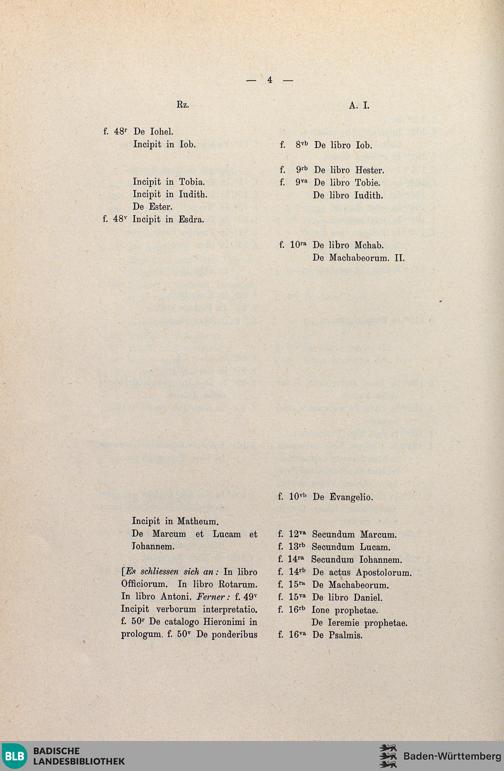 — 4 —
Rz.
f. 48r De Iohel.
Incipit in Iob.
Incipit in Tobia.
Incipit in Iudith.
De Ester.
f. 48v Incipit in Esdra.
Incipit in Matheum.
De Marcum et Lucam et
Iohannem.
[Es schliessen sich an: In libro
Officiorum. In libro Rotarum.
In libro Antoni. Ferner: f. 49v
Incipit verborum interpretatio.
f. 50r De catalogo Hieronimi in
prologum. f. 50v De ponderibus
A. I.
f. 8vb De libro Iob.
f. 9rb De libro Hester.
f. 9va De libro Tobie.
De libro Iudith.
f. 10ra De libro Mchab.
De Machabeorum. II.
f. 10vb De Evangelio.
f. 12va Secundum Marcum.
f. 13rb Secundum Lucam.
f. 14ra Secundum Iohannem.
f. 14rb De actus Apostolorum.
f. 15ra De Machabeorum.
f. 15va De libro Daniel.
f. 16rb Ione prophetae.
De Ieremie prophetae.
f. 16va De Psalmis.
BLB
BADISCHE
LANDESBIBLIOTHEK
Baden-Württemberg